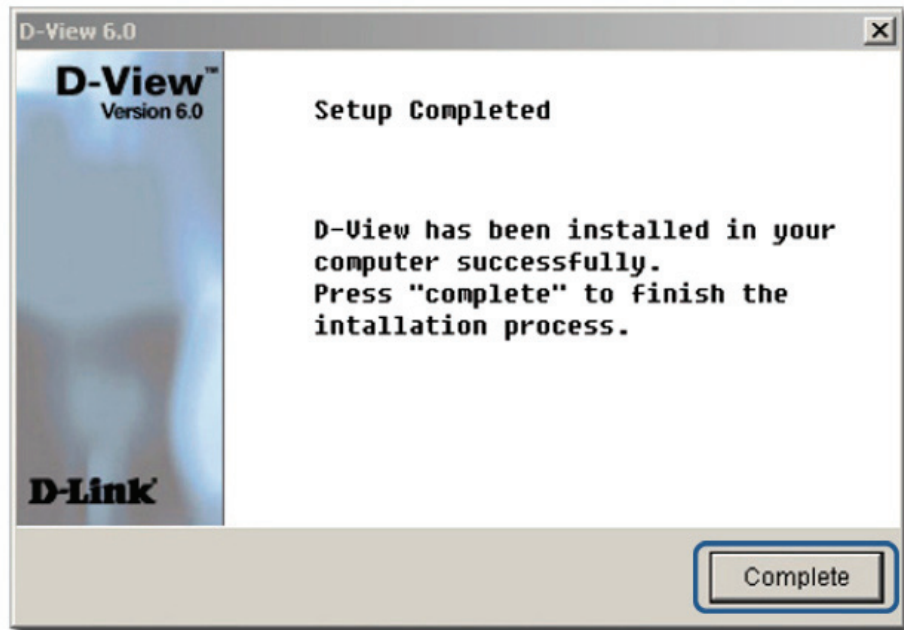 D-View 6.0
D-View™
Version 6.0
Setup Completed
D-View has been installed in your
computer successfully.
Press "complete" to finish the
intallation process.
D-Link
Complete